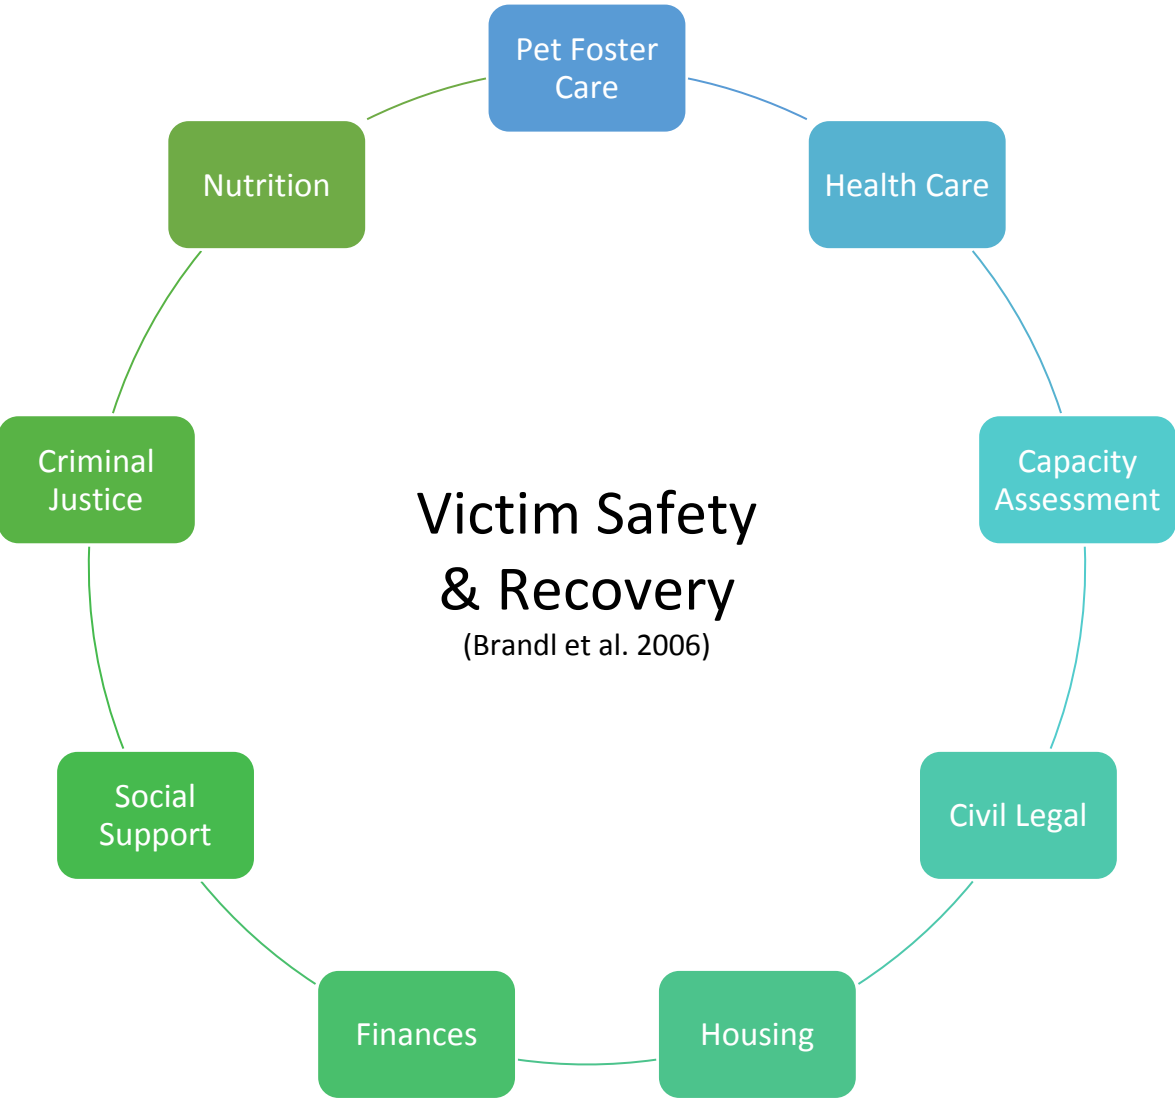 Pet Foster
Care
Health Care
Capacity
Assessment
Civil Legal
Housing
Finances
Social
Support
Criminal
Justice
Nutrition
Victim Safety
& Recovery
(Brandl et al. 2006)